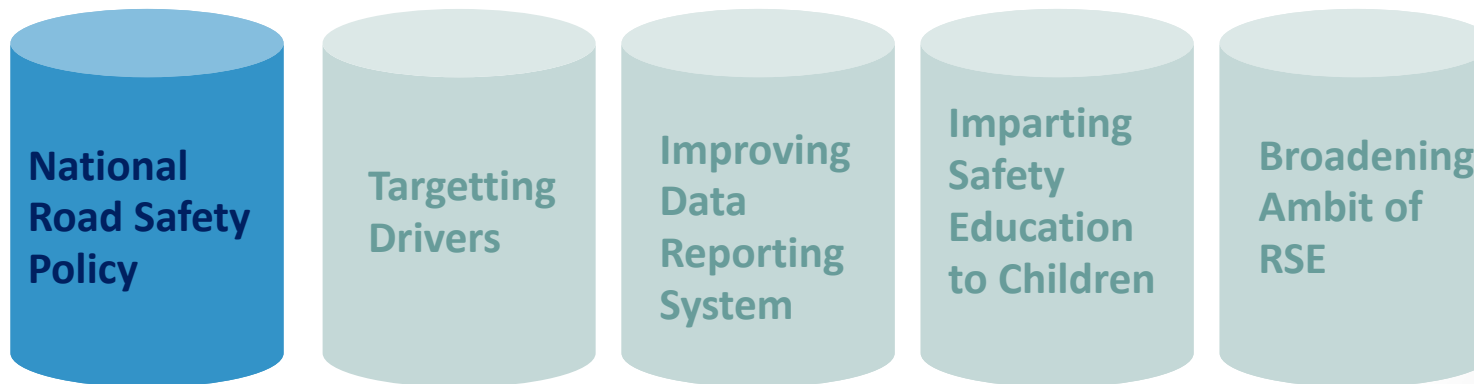 National
Road Safety
Policy
Targetting
Drivers
Improving
Data
Reporting
System
Imparting
Safety
Education
to Children
Broadening
Ambit of
RSE